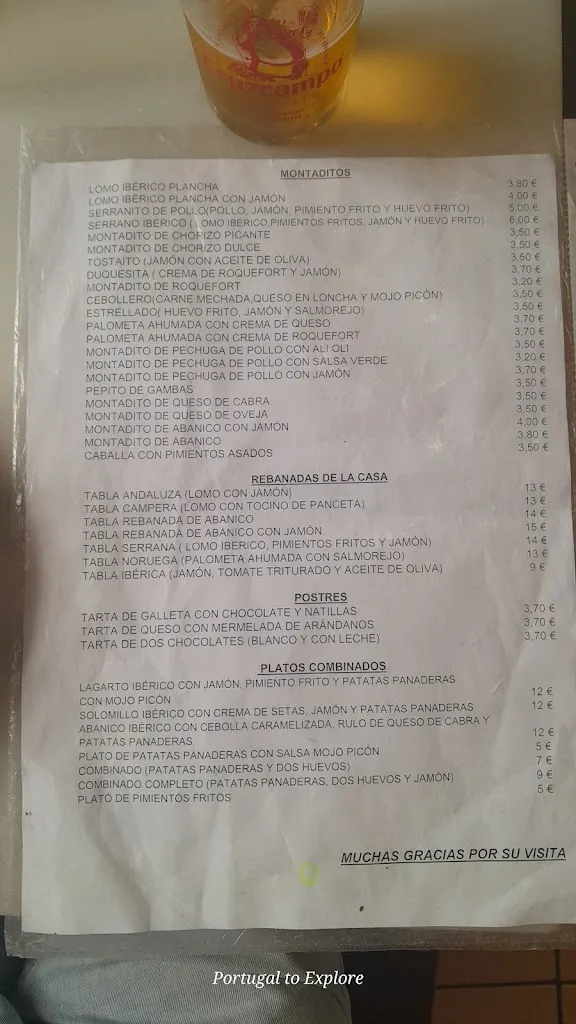 Cruzcampo
MONTADITOS
LOMO IBÉRICO PLANCHA 3,80 €
LOMO IBÉRICO PLANCHA CON JAMÓN 4,00 €
SERRANITO DE POLLO(POLLO, JAMÓN, PIMIENTO FRITO Y HUEVO FRITO) 5,00 €
SERRANO IBÉRICO ( LOMO IBÉRICO,PIMIENTOS FRITOS, JAMÓN Y HUEVO FRITO) 6,00 €
MONTADITO DE CHORIZO PICANTE 3,50 €
MONTADITO DE CHORIZO DULCE 3,50 €
TOSTAITO (JAMÓN CON ACEITE DE OLIVA) 3,50 €
DUQUESITA ( CREMA DE ROQUEFORT Y JAMÓN) 3,70 €
MONTADITO DE ROQUEFORT 3,20 €
CEBOLLERO(CARNE MECHADA,QUESO EN LONCHA Y MOJO PICÓN) 3,50 €
ESTRELLADO( HUEVO FRITO, JAMÓN Y SALMOREJO) 3,50 €
PALOMETA AHUMADA CON CREMA DE QUESO 3,70 €
PALOMETA AHUMADA CON CREMA DE ROQUEFORT 3,70 €
MONTADITO DE PECHUGA DE POLLO CON ALI OLI 3,50 €
MONTADITO DE PECHUGA DE POLLO CON SALSA VERDE 3,20 €
MONTADITO DE PECHUGA DE POLLO CON JAMÓN 3,70 €
PEPITO DE GAMBAS 3,50 €
MONTADITO DE QUESO DE CABRA 3,50 €
MONTADITO DE QUESO DE OVEJA 3,50 €
MONTADITO DE ABANICO CON JAMÓN 4,00 €
MONTADITO DE ABANICO 3,80 €
CABALLA CON PIMIENTOS ASADOS 3,50 €
REBANADAS DE LA CASA
TABLA ANDALUZA (LOMO CON JAMÓN) 13 €
TABLA CAMPERA (LOMO CON TOCINO DE PANCETA) 13 €
TABLA REBANADA DE ABANICO 14 €
TABLA REBANADA DE ABANICO CON JAMÓN 15 €
TABLA SERRANA ( LOMO IBERICO, PIMIENTOS FRITOS Y JAMÓN) 14 €
TABLA NORUEGA (PALOMETA AHUMADA CON SALMOREJO) 13 €
TABLA IBÉRICA (JAMÓN, TOMATE TRITURADO Y ACEITE DE OLIVA) 9 €
POSTRES
TARTA DE GALLETA CON CHOCOLATE Y NATILLAS 3,70 €
TARTA DE QUESO CON MERMELADA DE ARÁNDANOS 3,70 €
TARTA DE DOS CHOCOLATES (BLANCO Y CON LECHE) 3,70 €
PLATOS COMBINADOS
LAGARTO IBÉRICO CON JAMÓN, PIMIENTO FRITO Y PATATAS PANADERAS
CON MOJO PICÓN 12 €
SOLOMILLO IBÉRICO CON CREMA DE SETAS, JAMÓN Y PATATAS PANADERAS 12 €
ABANICO IBÉRICO CON CEBOLLA CARAMELIZADA, RULO DE QUESO DE CABRA Y
PATATAS PANADERAS 12 €
PLATO DE PATATAS PANADERAS CON SALSA MOJO PICÓN 5 €
COMBINADO (PATATAS PANADERAS Y DOS HUEVOS) 7 €
COMBINADO COMPLETO (PATATAS PANADERAS, DOS HUEVOS Y JAMÓN) 9 €
PLATO DE PIMIENTOS FRITOS 5 €
MUCHAS GRACIAS POR SU VISITA
Portugal to Explore